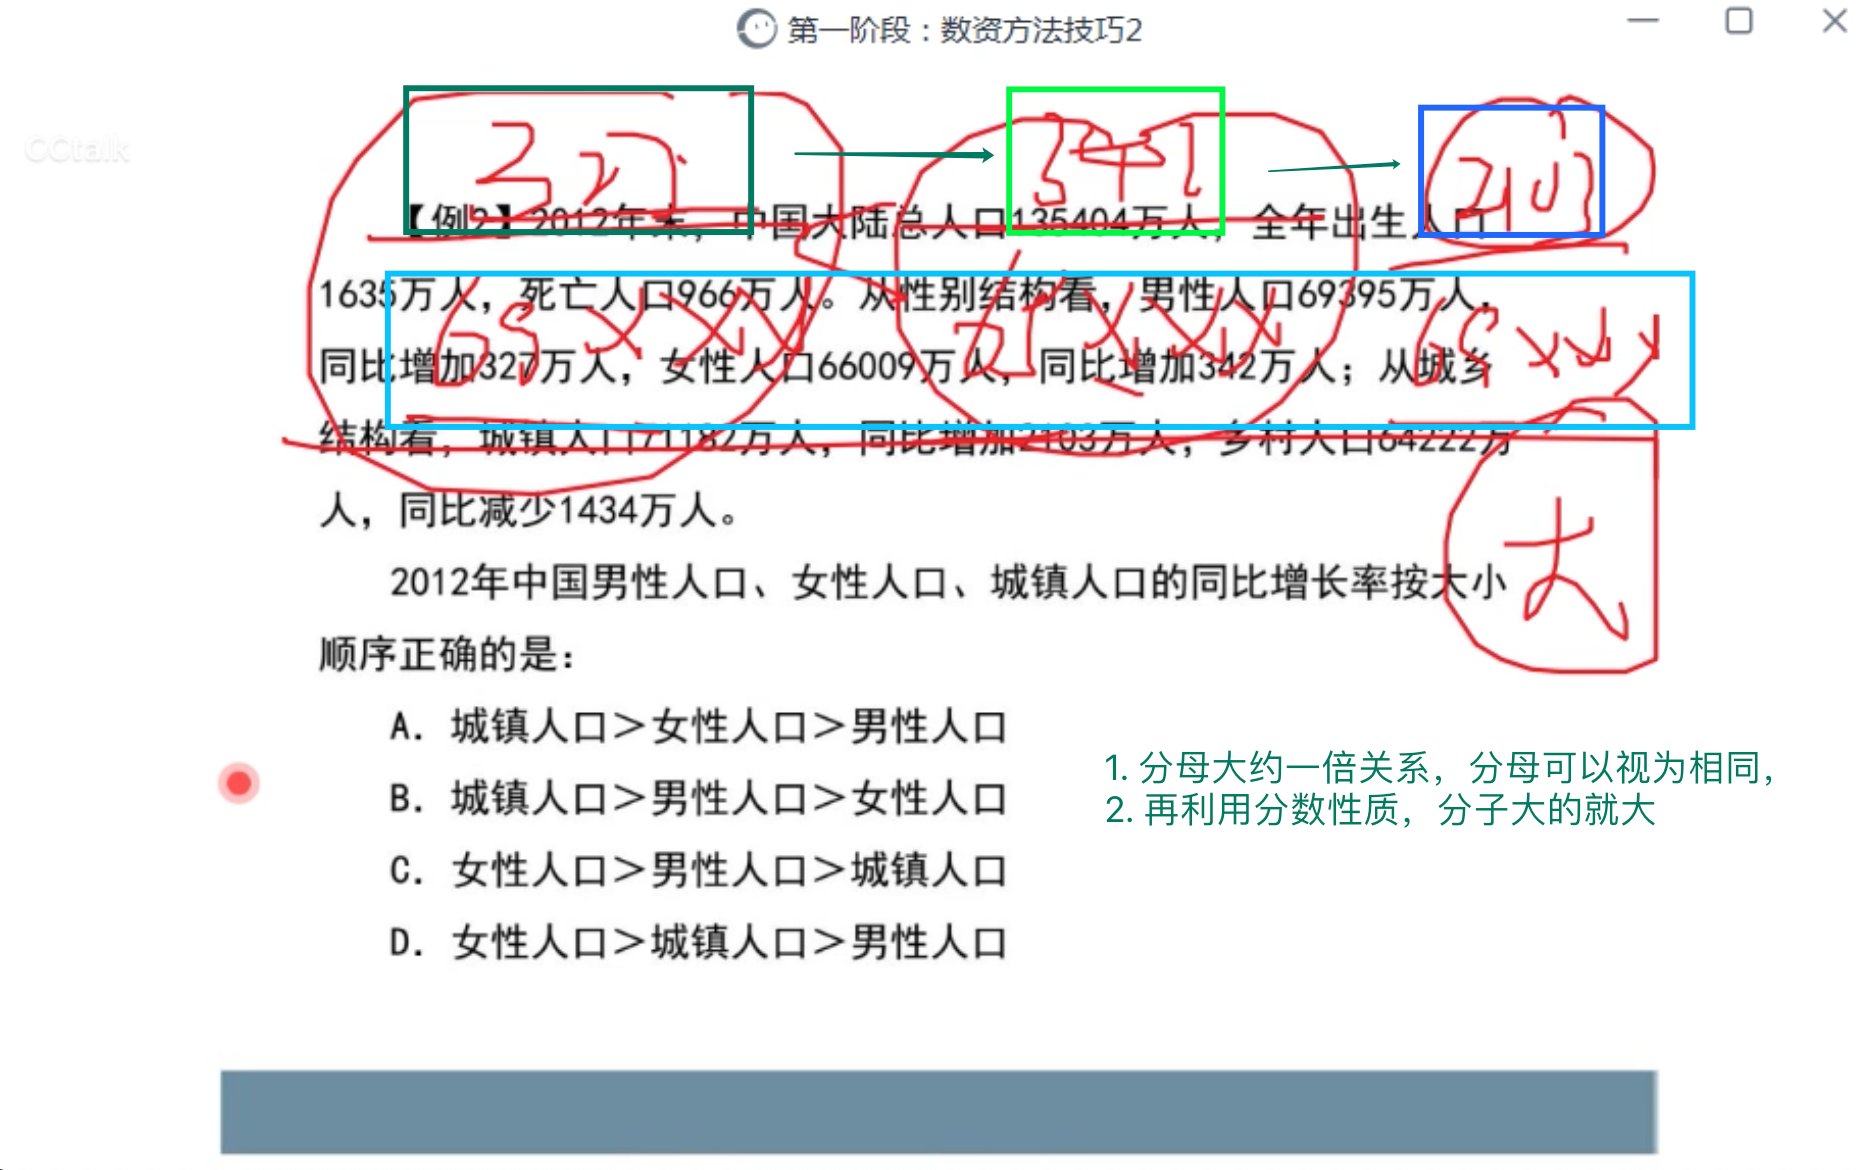 第一阶段：数资方法技巧2
CCtalk
327
342
2103
【例2】2012年末，中国大陆总人口135404万人，全年出生人口
1635万人，死亡人口966万人。从性别结构看，男性人口69395万人，
同比增加327万人，女性人口66009万人，同比增加342万人；从城乡
结构看，城镇人口71182万人，同比增加2103万人，乡村人口64222万
人，同比减少1434万人。
大
2012年中国男性人口、女性人口、城镇人口的同比增长率按大小
顺序正确的是：
A. 城镇人口＞女性人口＞男性人口
B. 城镇人口＞男性人口＞女性人口
C. 女性人口＞男性人口＞城镇人口
D. 女性人口＞城镇人口＞男性人口
1. 分母大约一倍关系，分母可以视为相同，
2. 再利用分数性质，分子大的就大